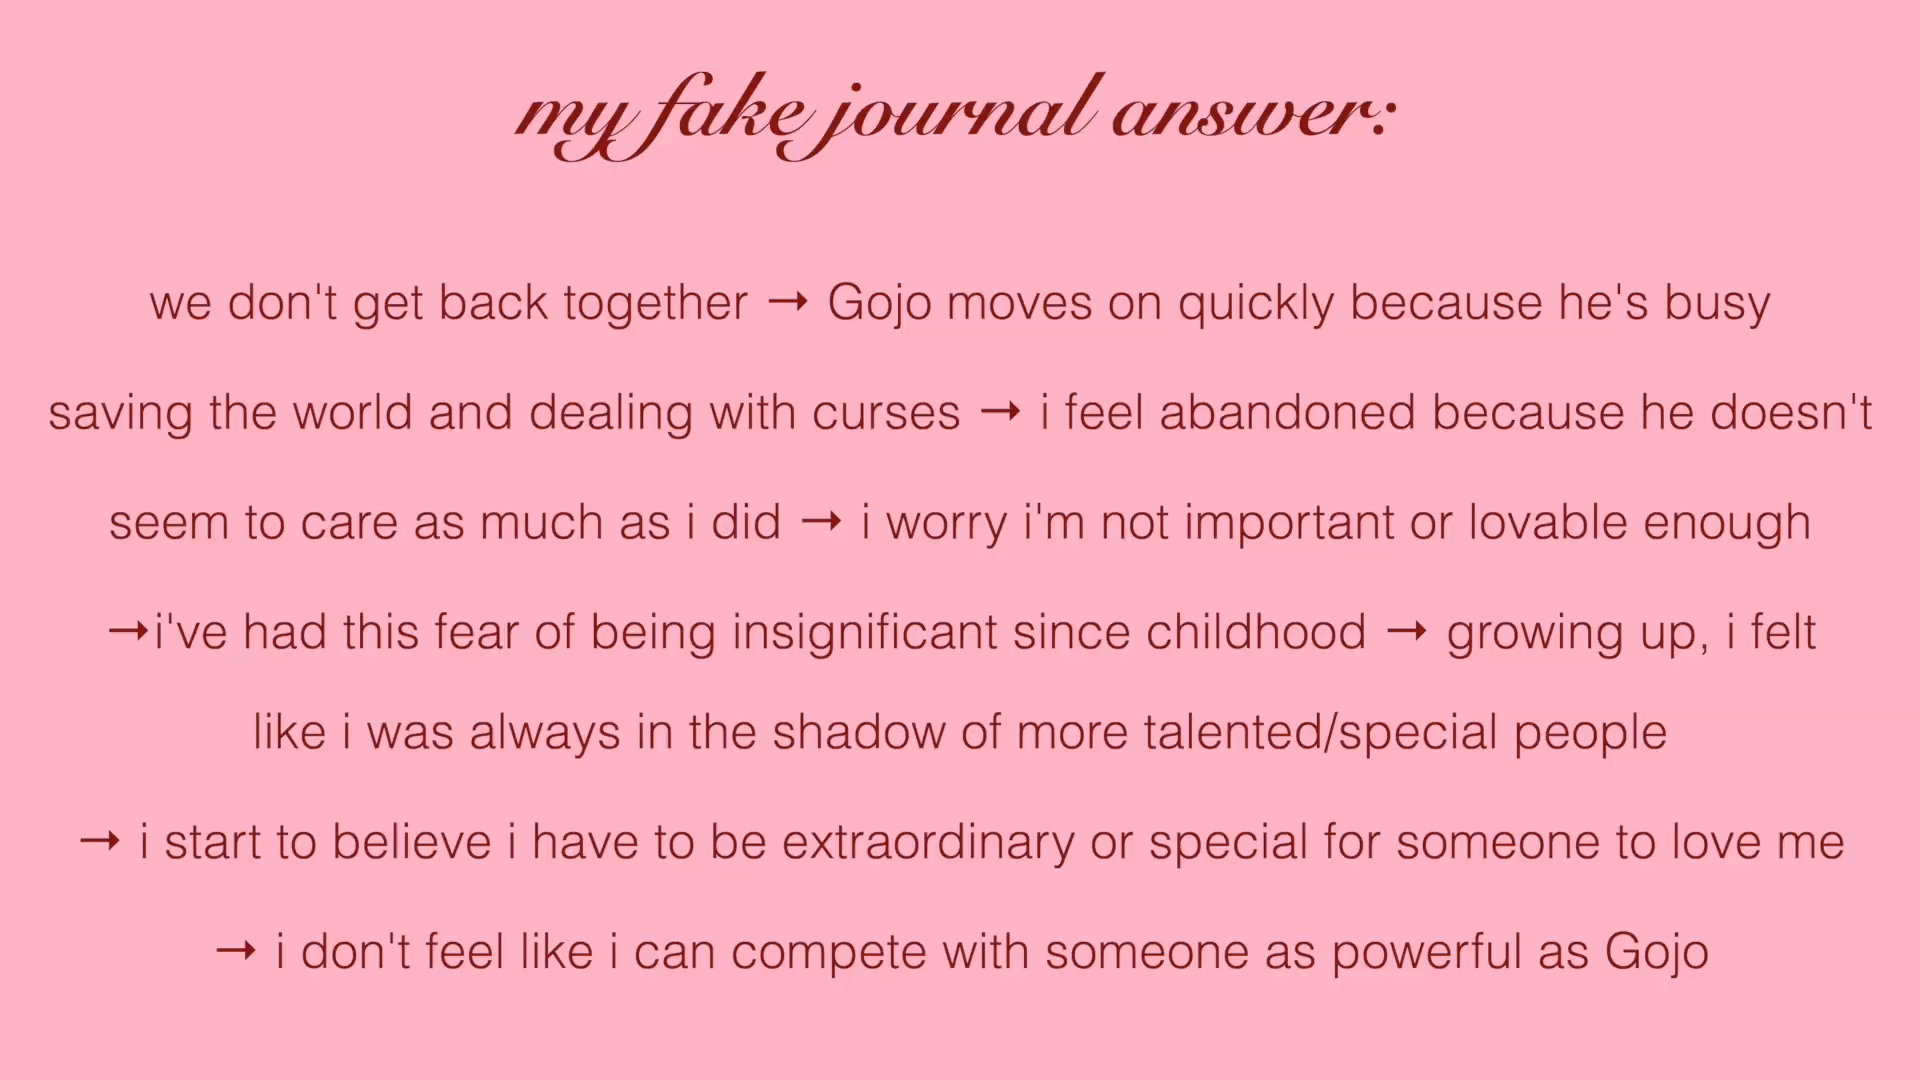 my fake journal answer:
we don't get back together → Gojo moves on quickly because he's busy
saving the world and dealing with curses → i feel abandoned because he doesn't
seem to care as much as i did → i worry i'm not important or lovable enough
→i've had this fear of being insignificant since childhood → growing up, i felt
like i was always in the shadow of more talented/special people
→ i start to believe i have to be extraordinary or special for someone to love me
→ i don't feel like i can compete with someone as powerful as Gojo